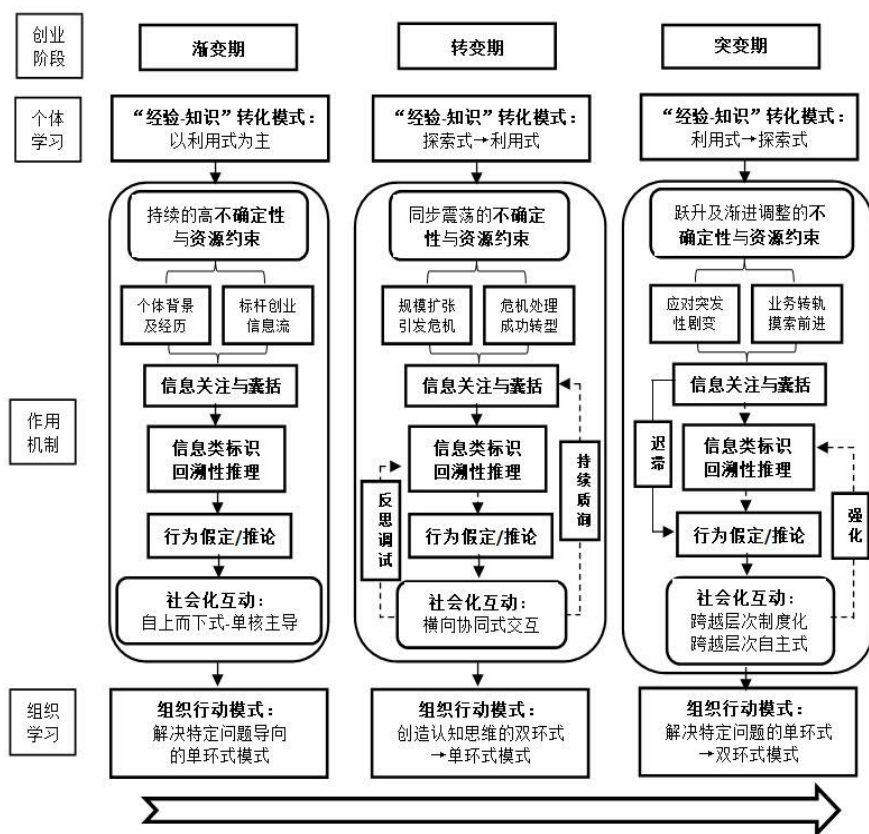 创业
阶段
渐变期
转变期
突变期
个体
学习
“经验-知识”转化模式：
以利用式为主
“经验-知识”转化模式：
探索式→利用式
“经验-知识”转化模式：
利用式→探索式
作用
机制
持续的高不确定性
与资源约束
个体背景
及经历
标杆创业
信息流
信息关注与囊括
信息类标识
回溯性推理
行为假定/推论
社会化互动：
自上而下式-单核主导
同步震荡的不确定
性与资源约束
规模扩张
引发危机
危机处理
成功转型
信息关注与囊括
信息类标识
回溯性推理
行为假定/推论
社会化互动：
横向协同式交互
反思调试
持续质询
跃升及渐进调整的不
确定性与资源约束
应对突发
性剧变
业务转轨
摸索前进
信息关注与囊括
信息类标识
回溯性推理
行为假定/推论
社会化互动：
跨越层次制度化
跨越层次自主式
迟滞
强化
组织
学习
组织行动模式：
解决特定问题导向
的单环式模式
组织行动模式：
创造认知思维的双环式
→单环式模式
组织行动模式：
解决特定问题的单环式
→双环式模式